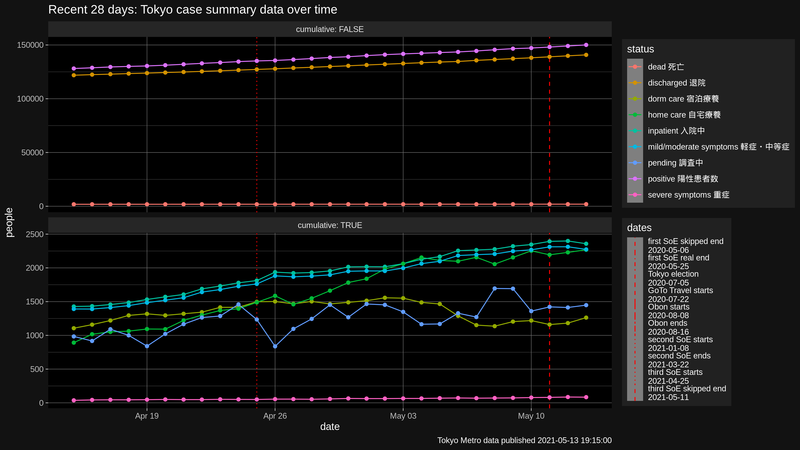 Recent 28 days: Tokyo case summary data over time
cumulative: FALSE
150000
100000
50000
0
cumulative: TRUE
2500
2000
1500
1000
500
0
people
Apr 19
Apr 26
May 03
May 10
date
Tokyo Metro data published 2021-05-13 19:15:00
status
dead 死亡
discharged 退院
dorm care 宿泊療養
home care 自宅療養
inpatient 入院中
mild/moderate symptoms 軽症・中等症
pending 調査中
positive 陽性患者数
severe symptoms 重症
dates
first SoE skipped end
2020-05-06
first SoE real end
2020-05-25
Tokyo election
2020-07-05
GoTo Travel starts
2020-07-22
Obon starts
2020-08-08
Obon ends
2020-08-16
second SoE starts
2021-01-08
second SoE ends
2021-03-22
third SoE starts
2021-04-25
third SoE skipped end
2021-05-11